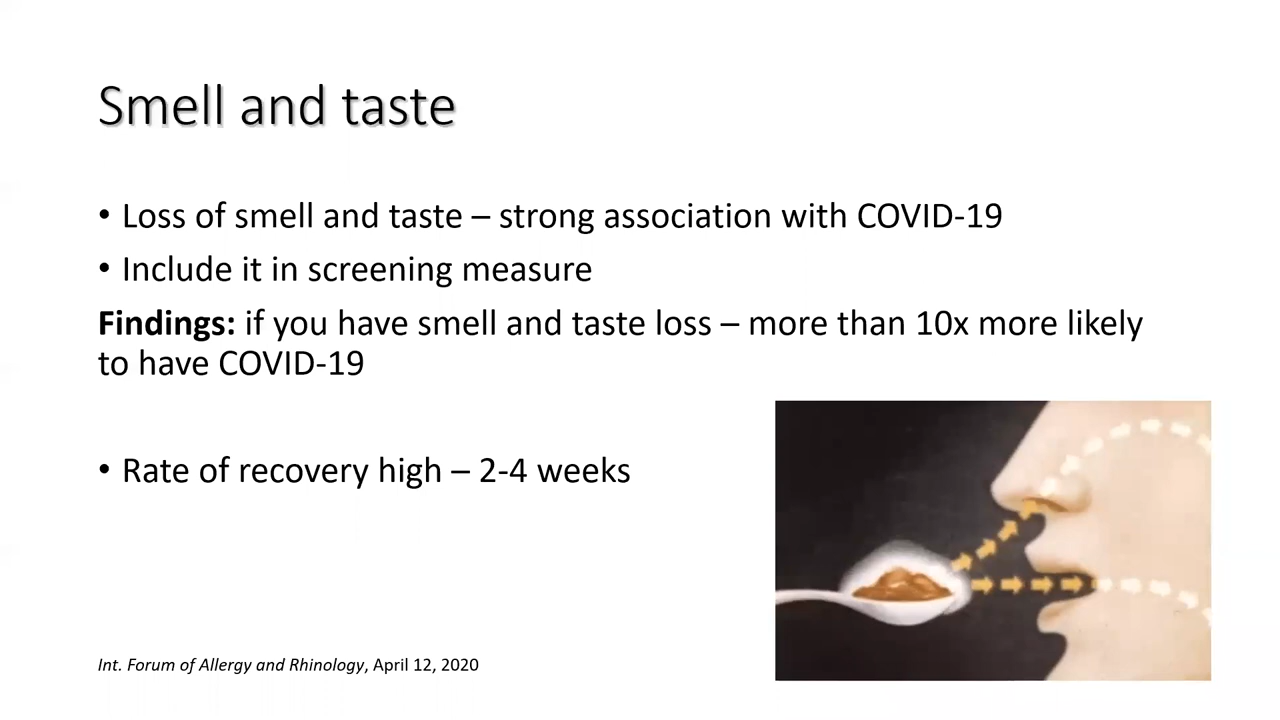 Smell and taste
• Loss of smell and taste – strong association with COVID-19
• Include it in screening measure
Findings: if you have smell and taste loss – more than 10x more likely
to have COVID-19
• Rate of recovery high – 2-4 weeks
Int. Forum of Allergy and Rhinology, April 12, 2020